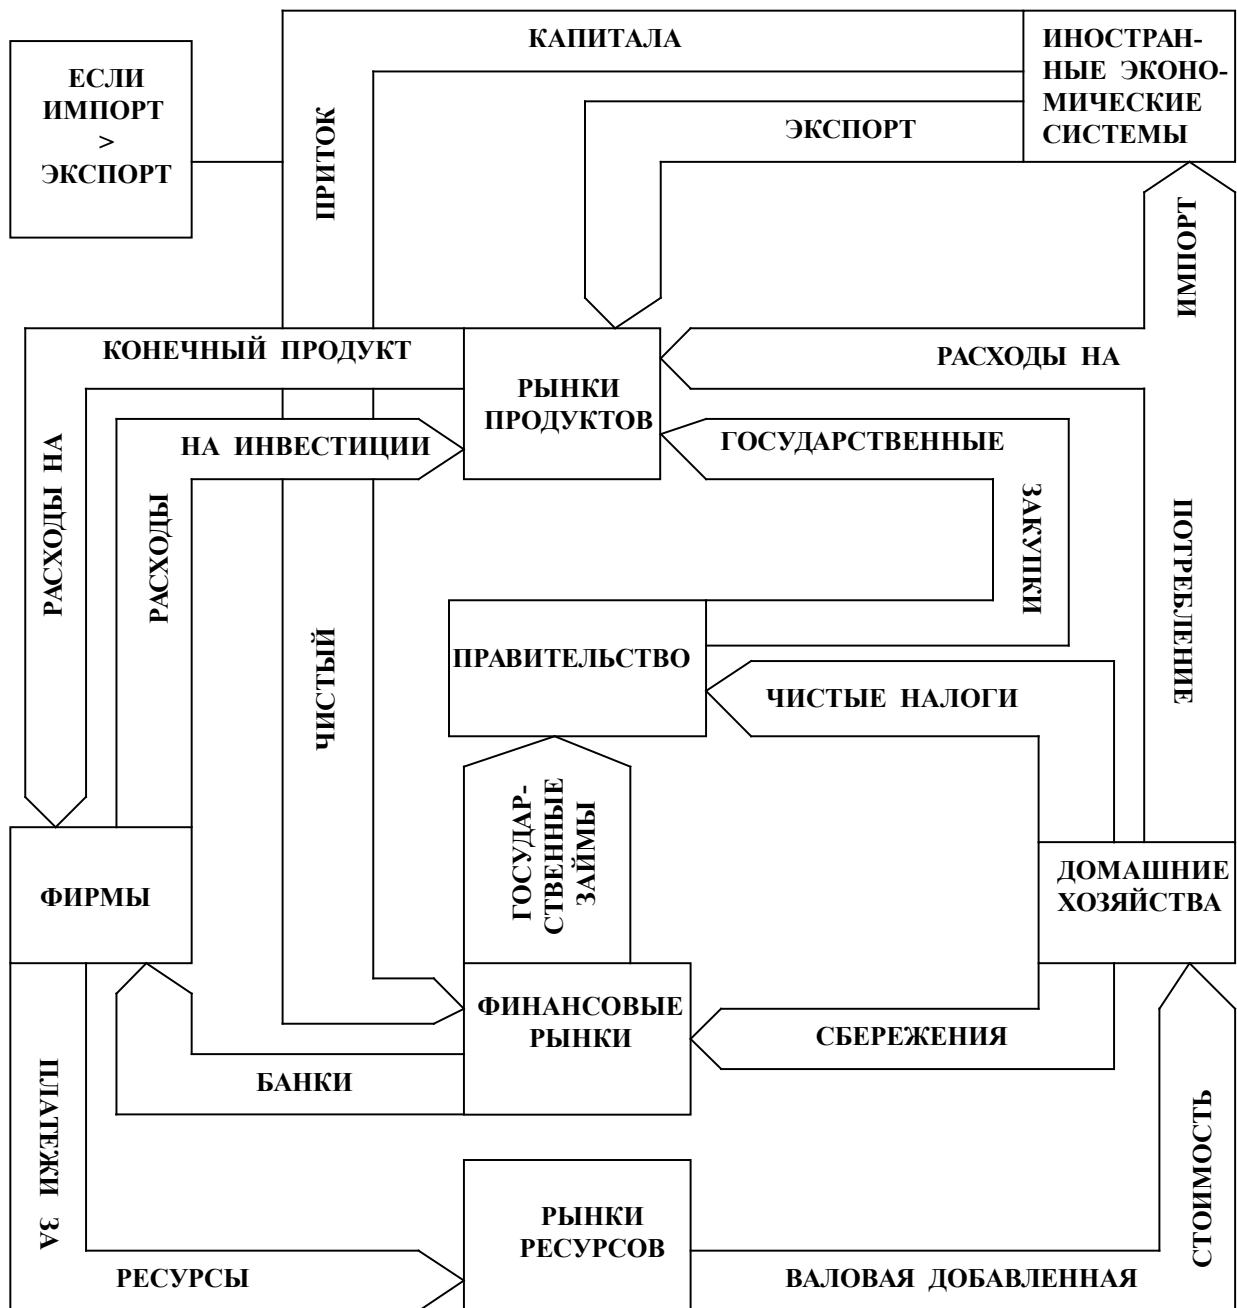 КАПИТАЛА
ИНОСТРАН-
НЫЕ ЭКОНО-
МИЧЕСКИЕ
СИСТЕМЫ
ЕСЛИ
ИМПОРТ
>
ЭКСПОРТ
ПРИТОК
ЭКСПОРТ
ИМПОРТ
КОНЕЧНЫЙ ПРОДУКТ
РЫНКИ
ПРОДУКТОВ
РАСХОДЫ НА
НА ИНВЕСТИЦИИ
ГОСУДАРСТВЕННЫЕ
РАСХОДЫ НА
РАСХОДЫ
ЗАКУПКИ
ПОТРЕБЛЕНИЕ
ЧИСТЫЙ
ПРАВИТЕЛЬСТВО
ЧИСТЫЕ НАЛОГИ
ГОСУДАР-
СТВЕННЫЕ
ЗАЙМЫ
ФИРМЫ
ДОМАШНИЕ
ХОЗЯЙСТВА
ФИНАНСОВЫЕ
РЫНКИ
СБЕРЕЖЕНИЯ
БАНКИ
ПЛАТЕЖИ ЗА
СТОИМОСТЬ
РЫНКИ
РЕСУРСОВ
РЕСУРСЫ
ВАЛОВАЯ ДОБАВЛЕННАЯ